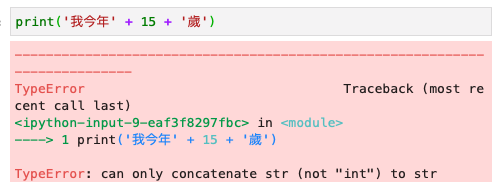 print('我今年' + 15 + '歲')
---------------------------------------------------------------------------
TypeError                                 Traceback (most re
cent call last)
<ipython-input-9-eaf3f8297fbc> in <module>
----> 1 print('我今年' + 15 + '歲')
TypeError: can only concatenate str (not "int") to str